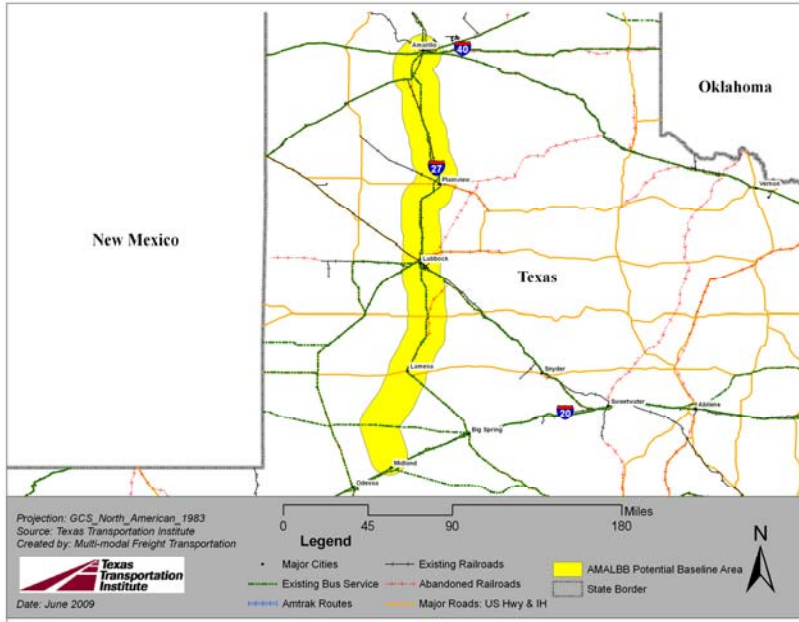 Amarillo
40
Oklahoma
27
Plainview
Vernon
New Mexico
Lubbock
Texas
Lamesa
Snyder
Sweetwater
Abilene
20
Big Spring
Midland
Odessa
Projection: GCS_North_American_1983
Source: Texas Transportation Institute
Created by: Multi-modal Freight Transportation
Texas
Transportation
Institute
Date: June 2009
0 45 90 180
Miles
Legend
Major Cities
Existing Bus Service
Amtrak Routes
Existing Railroads
Abandoned Railroads
Major Roads: US Hwy & IH
AMALBB Potential Baseline Area
State Border
N